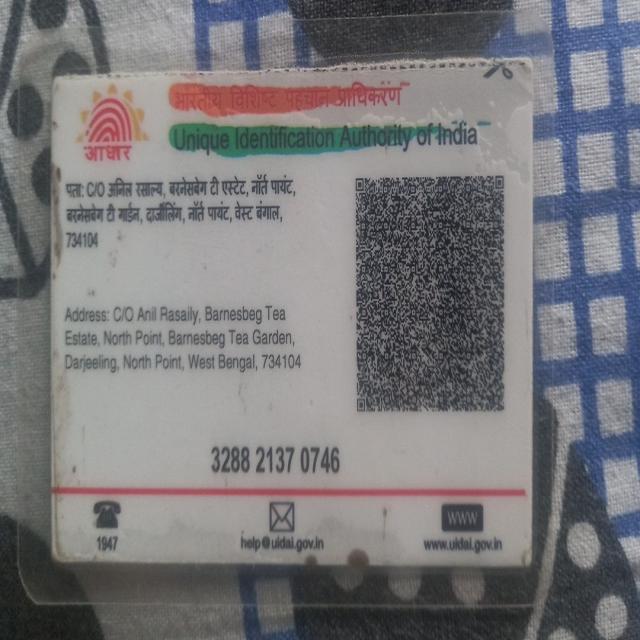 भारतीय विशिष्ट पहचान आधिकरण
Unique Identification Authority of India
आधार
पता: C/O अनिल रसाल्य, बरनेसबेग टी एस्टेट, नॉर्त पायंट,
बरनेसबेग टी गार्डन, दार्जीलिंग, नॉर्त पायंट, वेस्ट बंगाल,
734104
Address: C/O Anil Rasaily, Barnesbeg Tea
Estate, North Point, Barnesbeg Tea Garden,
Darjeeling, North Point, West Bengal, 734104
3288 2137 0746
WWW
1947
help@uidai.gov.in
www.uidai.gov.in